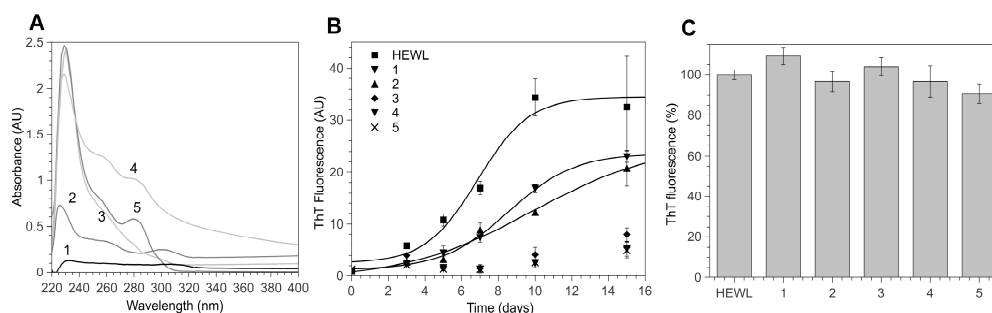 A
Absorbance (AU)
2.5
2
1.5
1
0.5
0
1
2
3
4
5
220 240 260 280 300 320 340 360 380 400
Wavelength (nm)
B
ThT Fluorescence (AU)
40
30
20
10
0
HEWL
1
2
3
4
5
0 2 4 6 8 10 12 14 16
Time (days)
C
ThT fluorescence (%)
100
80
60
40
20
0
HEWL 1 2 3 4 5